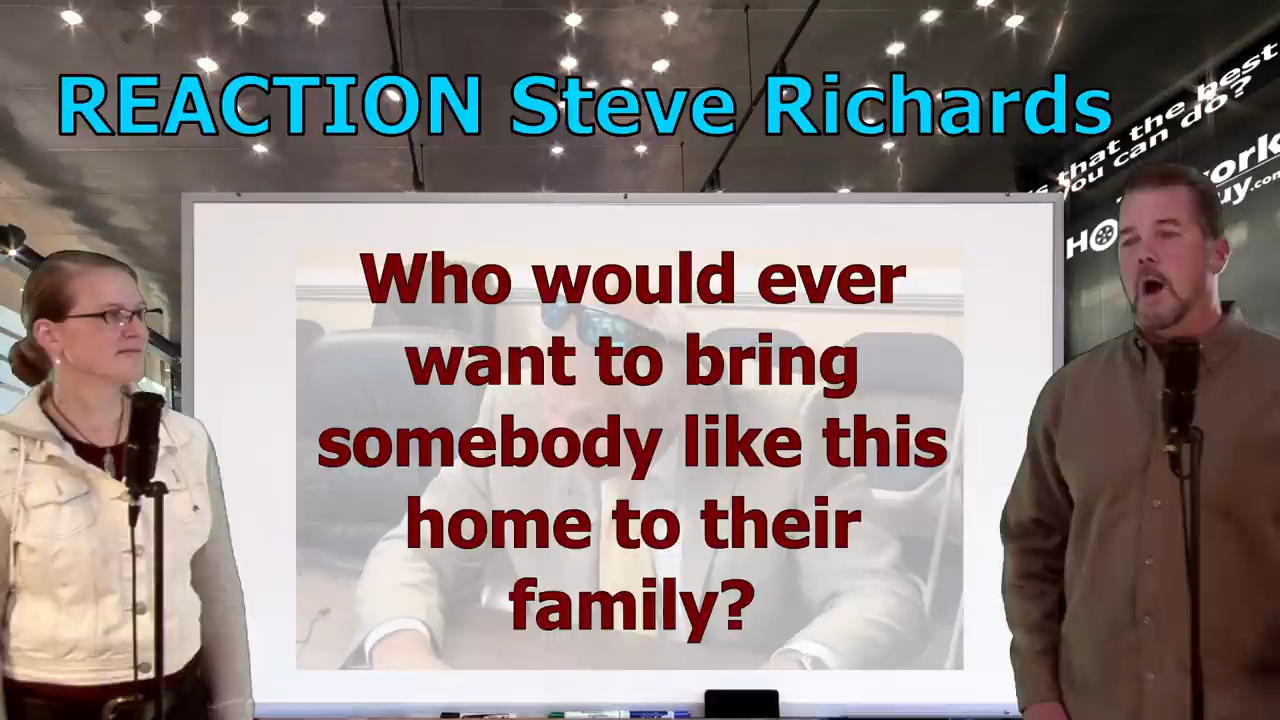 REACTION Steve Richards
that the best
you can do?
Who would ever
want to bring
somebody like this
home to their
family?